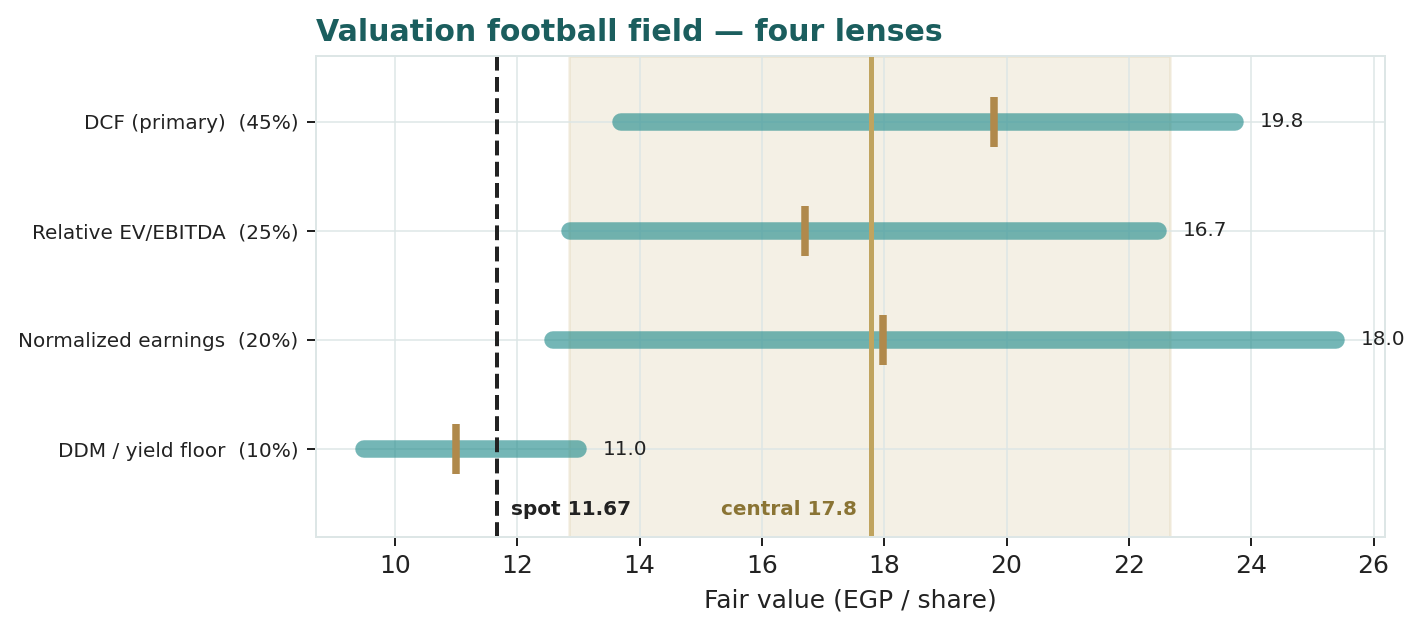 Valuation football field — four lenses
DCF (primary)  (45%)
19.8
Relative EV/EBITDA  (25%)
16.7
Normalized earnings  (20%)
18.0
DDM / yield floor  (10%)
11.0
spot 11.67
central 17.8
10 12 14 16 18 20 22 24 26
Fair value (EGP / share)